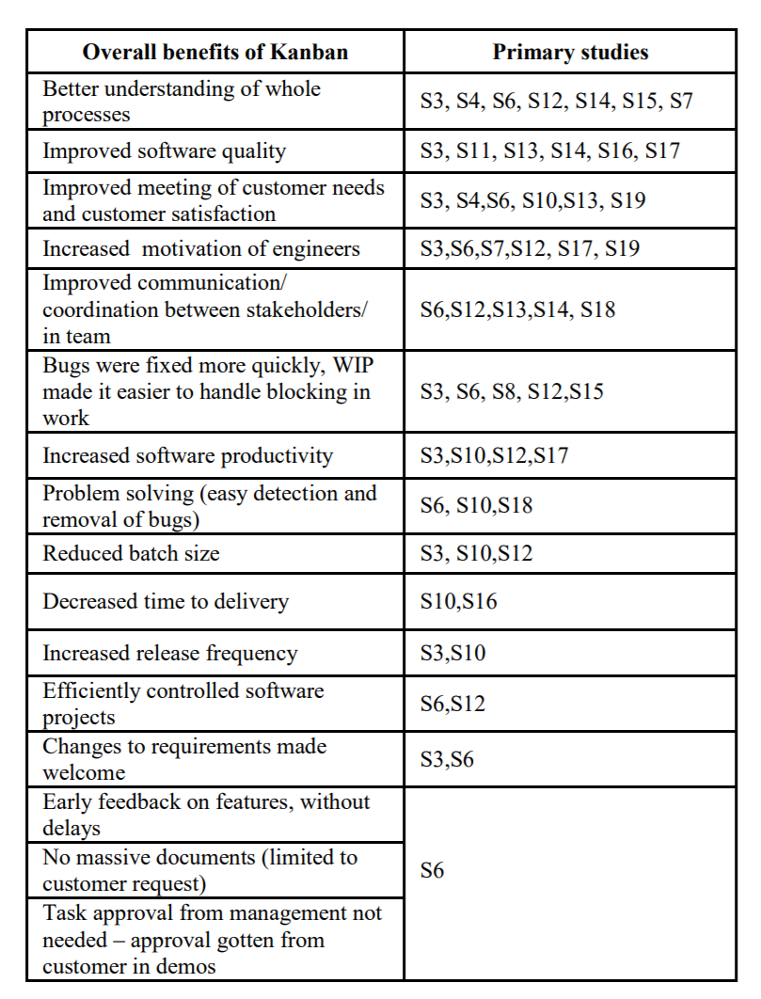 Overall benefits of Kanban Primary studies
Better understanding of whole
processes
S3, S4, S6, S12, S14, S15, S7
Improved software quality S3, S11, S13, S14, S16, S17
Improved meeting of customer needs
and customer satisfaction
S3, S4,S6, S10,S13, S19
Increased  motivation of engineers S3,S6,S7,S12, S17, S19
Improved communication/
coordination between stakeholders/
in team
S6,S12,S13,S14, S18
Bugs were fixed more quickly, WIP
made it easier to handle blocking in
work
S3, S6, S8, S12,S15
Increased software productivity S3,S10,S12,S17
Problem solving (easy detection and
removal of bugs)
S6, S10,S18
Reduced batch size S3, S10,S12
Decreased time to delivery S10,S16
Increased release frequency S3,S10
Efficiently controlled software
projects
S6,S12
Changes to requirements made
welcome
S3,S6
Early feedback on features, without
delays
No massive documents (limited to
customer request)
Task approval from management not
needed – approval gotten from
customer in demos
S6